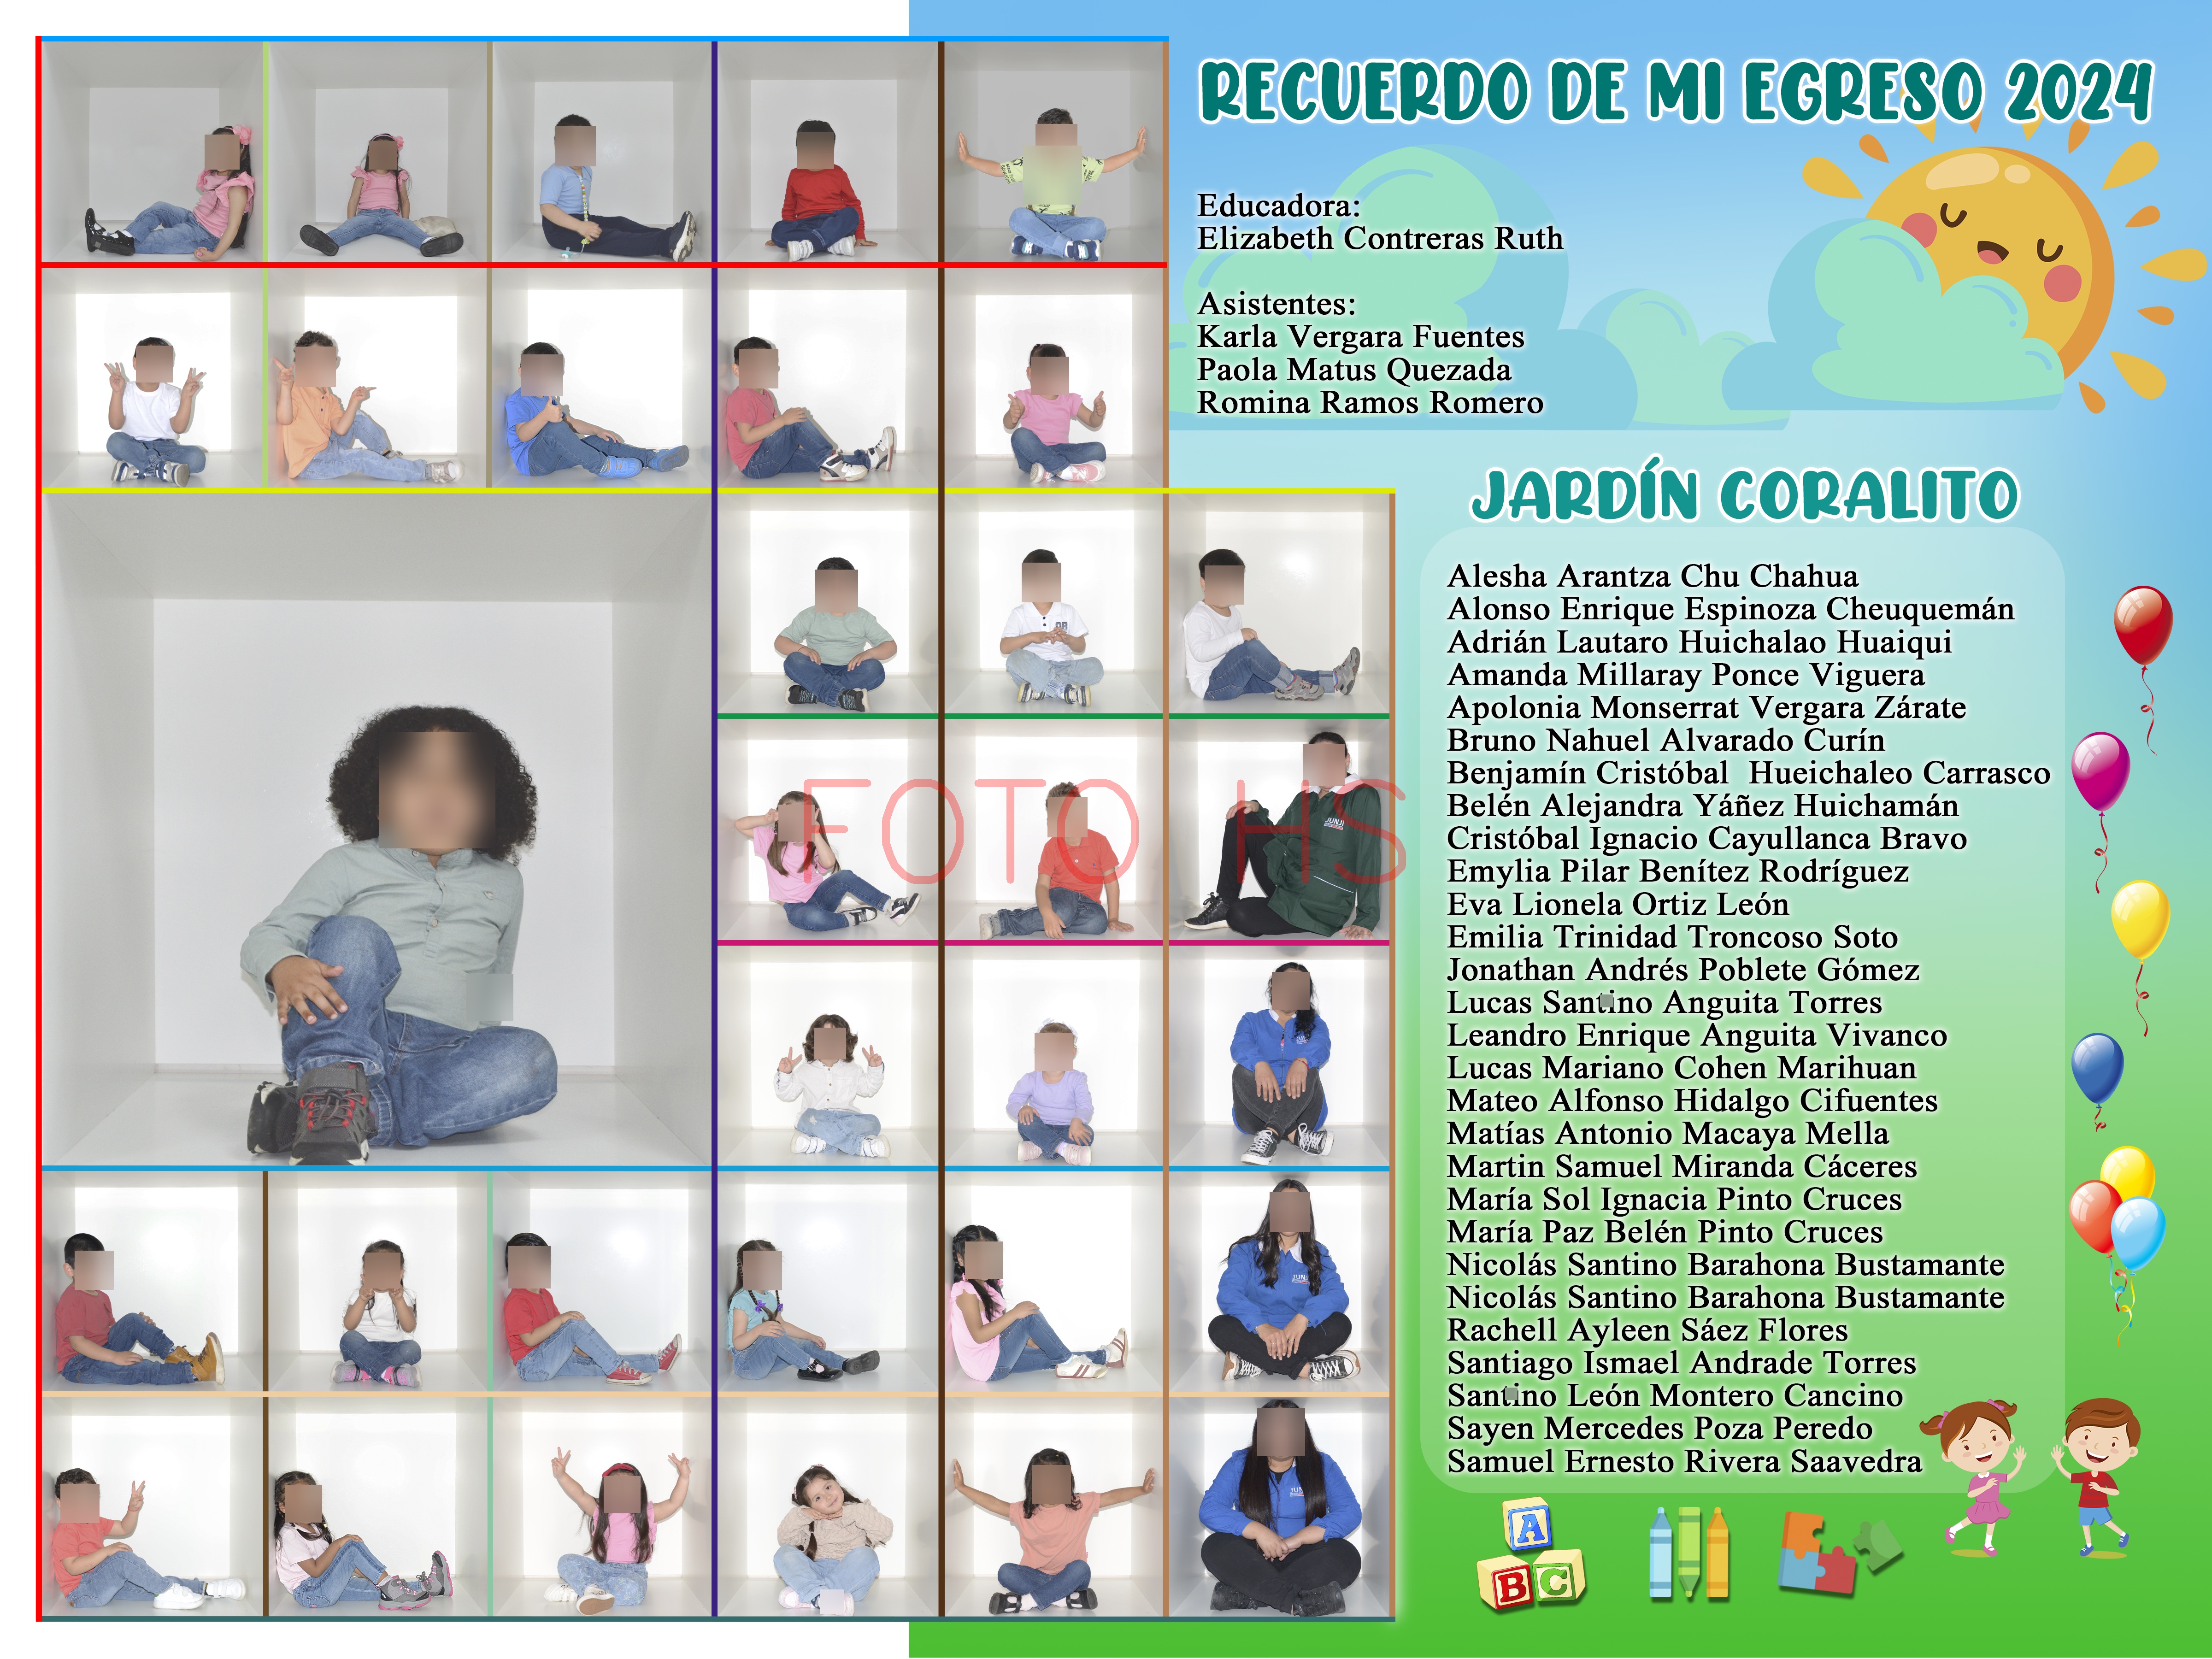 RECUERDO DE MI EGRESO 2024
Educadora:
Elizabeth Contreras Ruth
Asistentes:
Karla Vergara Fuentes
Paola Matus Quezada
Romina Ramos Romero
JARDÍN CORALITO
Alesha Arantza Chu Chahua
Alonso Enrique Espinoza Cheuquemán
Adrián Lautaro Huichalao Huaiqui
Amanda Millaray Ponce Viguera
Apolonia Monserrat Vergara Zárate
Bruno Nahuel Alvarado Curín
Benjamín Cristóbal  Hueichaleo Carrasco
Belén Alejandra Yáñez Huichamán
Cristóbal Ignacio Cayullanca Bravo
Emylia Pilar Benítez Rodríguez
Eva Lionela Ortiz León
Emilia Trinidad Troncoso Soto
Jonathan Andrés Poblete Gómez
Lucas Santino Anguita Torres
Leandro Enrique Anguita Vivanco
Lucas Mariano Cohen Marihuan
Mateo Alfonso Hidalgo Cifuentes
Matías Antonio Macaya Mella
Martin Samuel Miranda Cáceres
María Sol Ignacia Pinto Cruces
María Paz Belén Pinto Cruces
Nicolás Santino Barahona Bustamante
Nicolás Santino Barahona Bustamante
Rachell Ayleen Sáez Flores
Santiago Ismael Andrade Torres
Santino León Montero Cancino
Sayen Mercedes Poza Peredo
Samuel Ernesto Rivera Saavedra
FOTO HS
JUNJI
A
B C